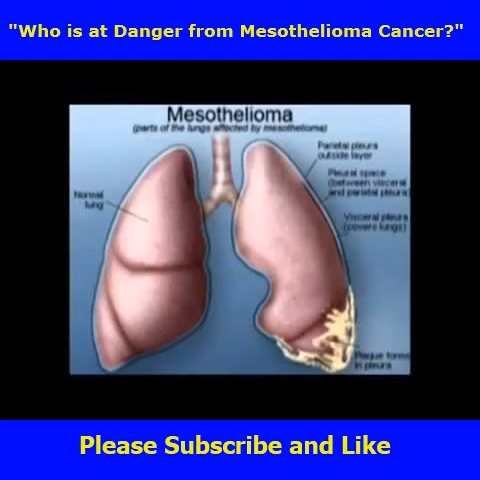 "Who is at Danger from Mesothelioma Cancer?"
Mesothelioma
(parts of the lungs affected by mesothelioma)
Parietal pleura
outside layer
Pleural space
(between visceral
and parietal pleura)
Normal
lung
Visceral pleura
(covers lungs)
Plaque forms
in pleura
Please Subscribe and Like